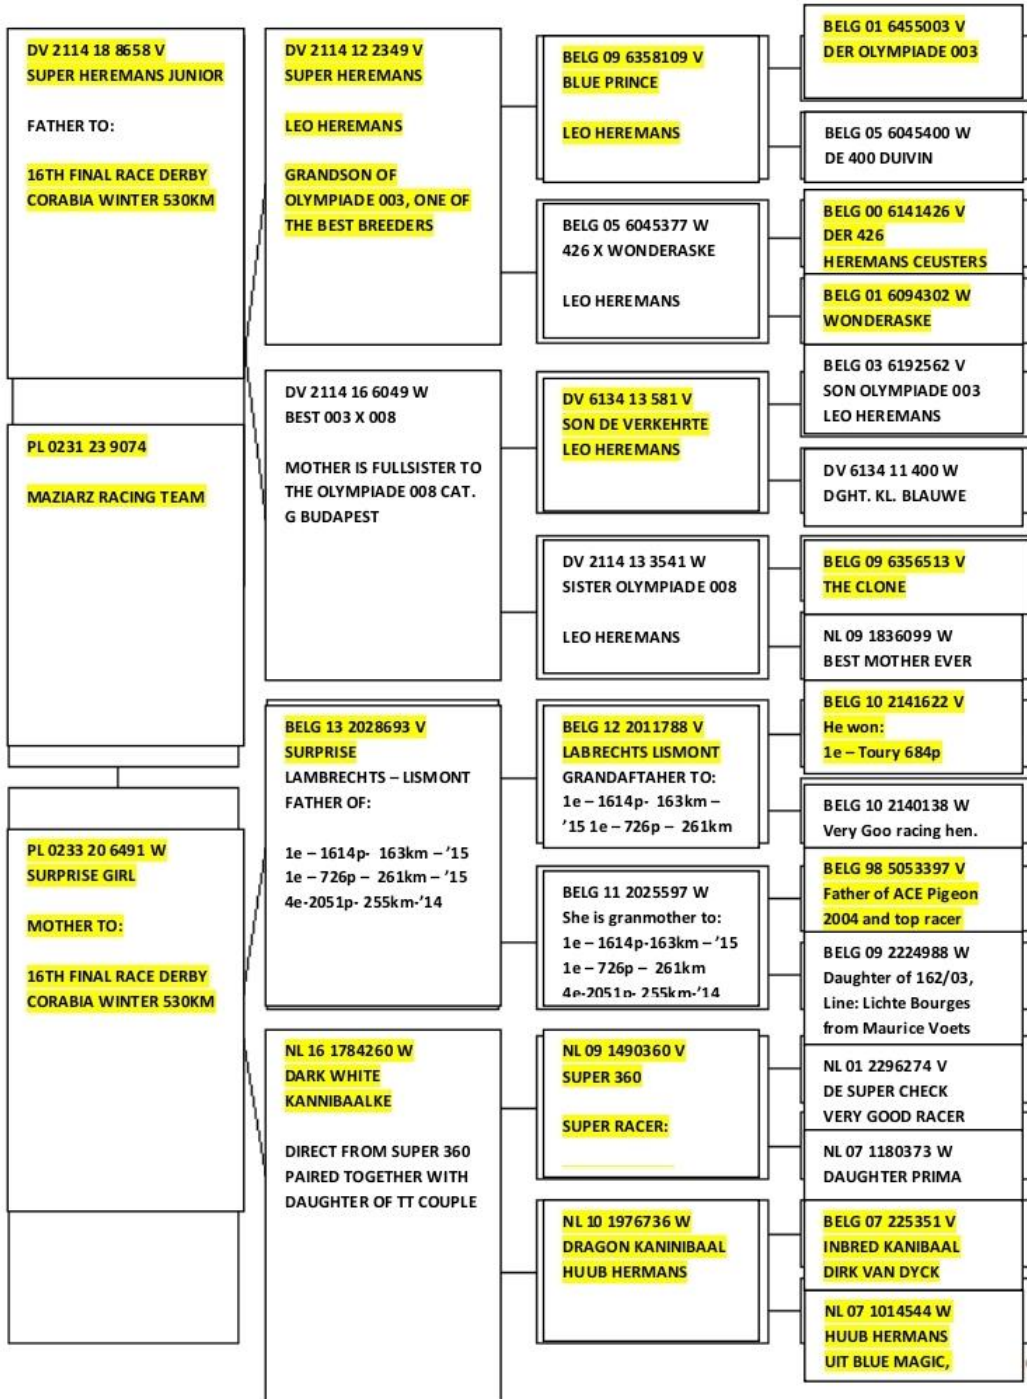 DV 2114 18 8658 V
SUPER HEREMANS JUNIOR
FATHER TO:
16TH FINAL RACE DERBY
CORABIA WINTER 530KM
PL 0231 23 9074
MAZIARZ RACING TEAM
PL 0233 20 6491 W
SURPRISE GIRL
MOTHER TO:
16TH FINAL RACE DERBY
CORABIA WINTER 530KM
DV 2114 12 2349 V
SUPER HEREMANS
LEO HEREMANS
GRANDSON OF
OLYMPIADE 003, ONE OF
THE BEST BREEDERS
DV 2114 16 6049 W
BEST 003 X 008
MOTHER IS FULLSISTER TO
THE OLYMPIADE 008 CAT.
G BUDAPEST
BELG 13 2028693 V
SURPRISE
LAMBRECHTS – LISMONT
FATHER OF:
1e – 1614p- 163km – ’15
1e – 726p – 261km – ’15
4e-2051p- 255km-’14
NL 16 1784260 W
DARK WHITE
KANNIBAALKE
DIRECT FROM SUPER 360
PAIRED TOGETHER WITH
DAUGHTER OF TT COUPLE
BELG 09 6358109 V
BLUE PRINCE
LEO HEREMANS
BELG 05 6045377 W
426 X WONDERASKE
LEO HEREMANS
DV 6134 13 581 V
SON DE VERKEHRTE
LEO HEREMANS
DV 2114 13 3541 W
SISTER OLYMPIADE 008
LEO HEREMANS
BELG 12 2011788 V
LABRECHTS LISMONT
GRANDAFTAHER TO:
1e – 1614p- 163km –
’15 1e – 726p – 261km
BELG 11 2025597 W
She is granmother to:
1e – 1614p-163km – ’15
1e – 726p – 261km
4e-2051p- 255km-’14
NL 09 1490360 V
SUPER 360
SUPER RACER:
NL 10 1976736 W
DRAGON KANINIBAAL
HUUB HERMANS
BELG 01 6455003 V
DER OLYMPIADE 003
BELG 05 6045400 W
DE 400 DUIVIN
BELG 00 6141426 V
DER 426
HEREMANS CEUSTERS
BELG 01 6094302 W
WONDERASKE
BELG 03 6192562 V
SON OLYMPIADE 003
LEO HEREMANS
DV 6134 11 400 W
DGHT. KL. BLAUWE
BELG 09 6356513 V
THE CLONE
NL 09 1836099 W
BEST MOTHER EVER
BELG 10 2141622 V
He won:
1e – Toury 684p
BELG 10 2140138 W
Very Goo racing hen.
BELG 98 5053397 V
Father of ACE Pigeon
2004 and top racer
BELG 09 2224988 W
Daughter of 162/03,
Line: Lichte Bourges
from Maurice Voets
NL 01 2296274 V
DE SUPER CHECK
VERY GOOD RACER
NL 07 1180373 W
DAUGHTER PRIMA
BELG 07 225351 V
INBRED KANIBAAL
DIRK VAN DYCK
NL 07 1014544 W
HUUB HERMANS
UIT BLUE MAGIC,